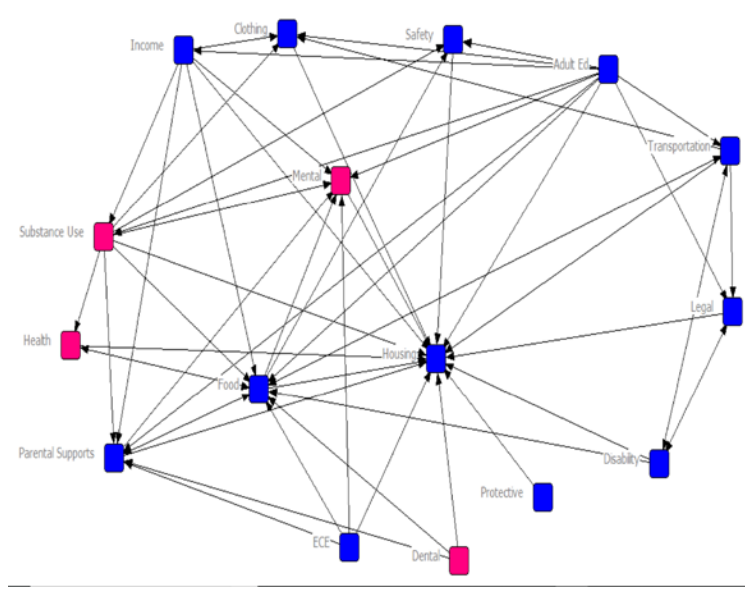 Clothing
Safety
Income
Adult Ed
Transportation
Mental
Substance Use
Legal
Health
Housing
Food
Parental Supports
Disability
Protective
ECE
Dental